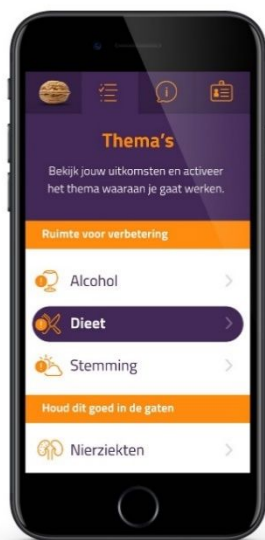 Thema's
Bekijk jouw uitkomsten en activeer
het thema waaraan je gaat werken.
Ruimte voor verbetering
Alcohol
Dieet
Stemming
Houd dit goed in de gaten
Nierziekten